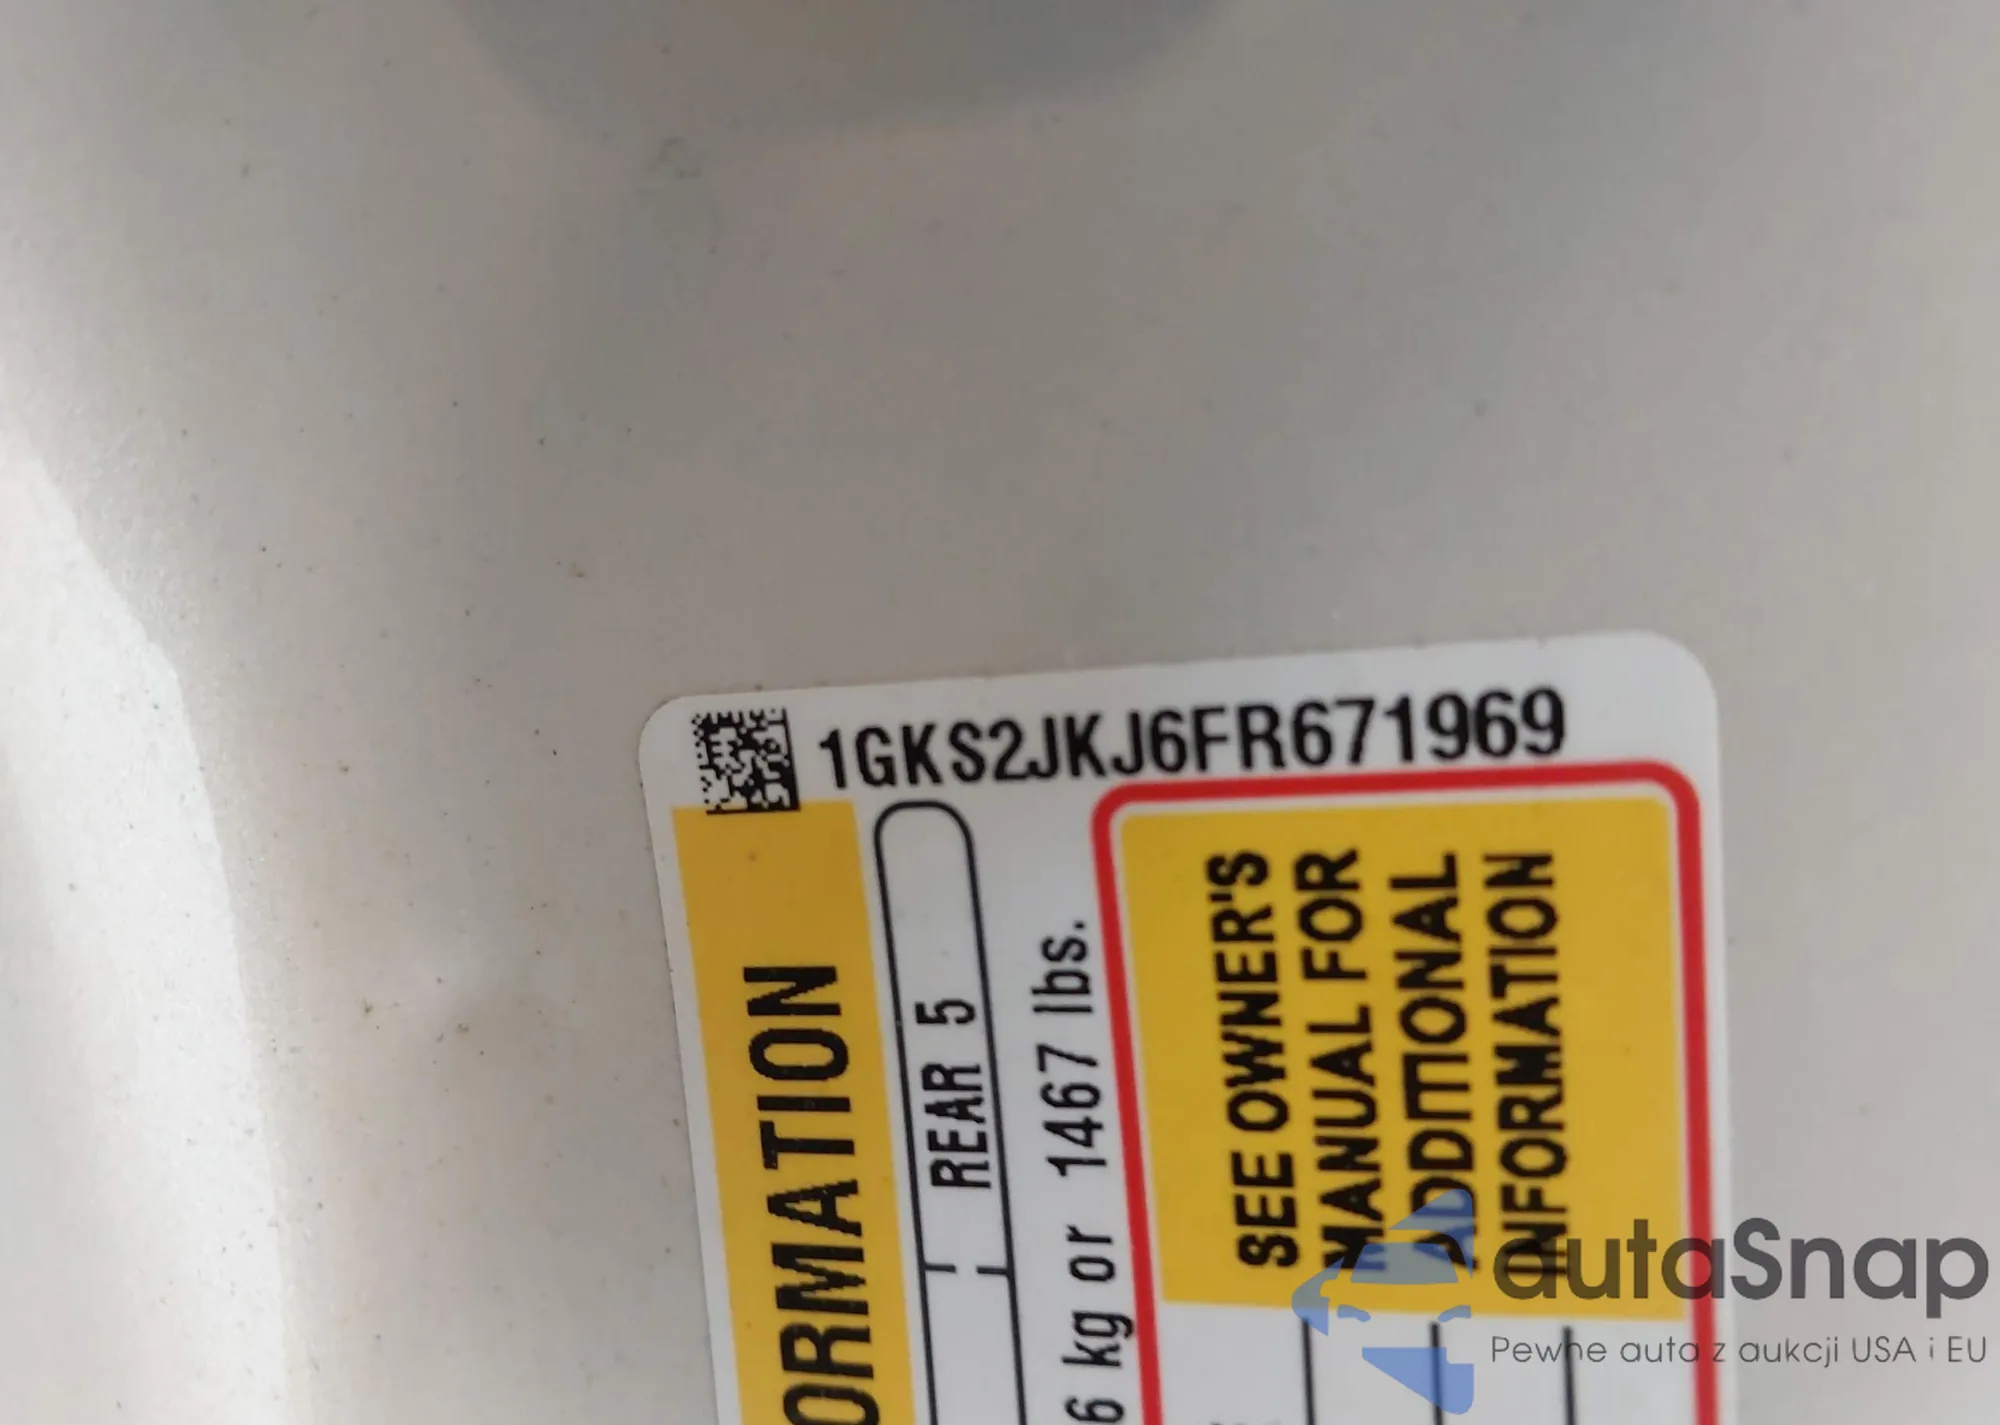 1GKS2JKJ6FR671969
ORMATION
REAR 5
6 kg or 1467 lbs.
SEE OWNER'S
MANUAL FOR
ADDITIONAL
INFORMATION
autaSnap
Pewne auta z aukcji USA i EU